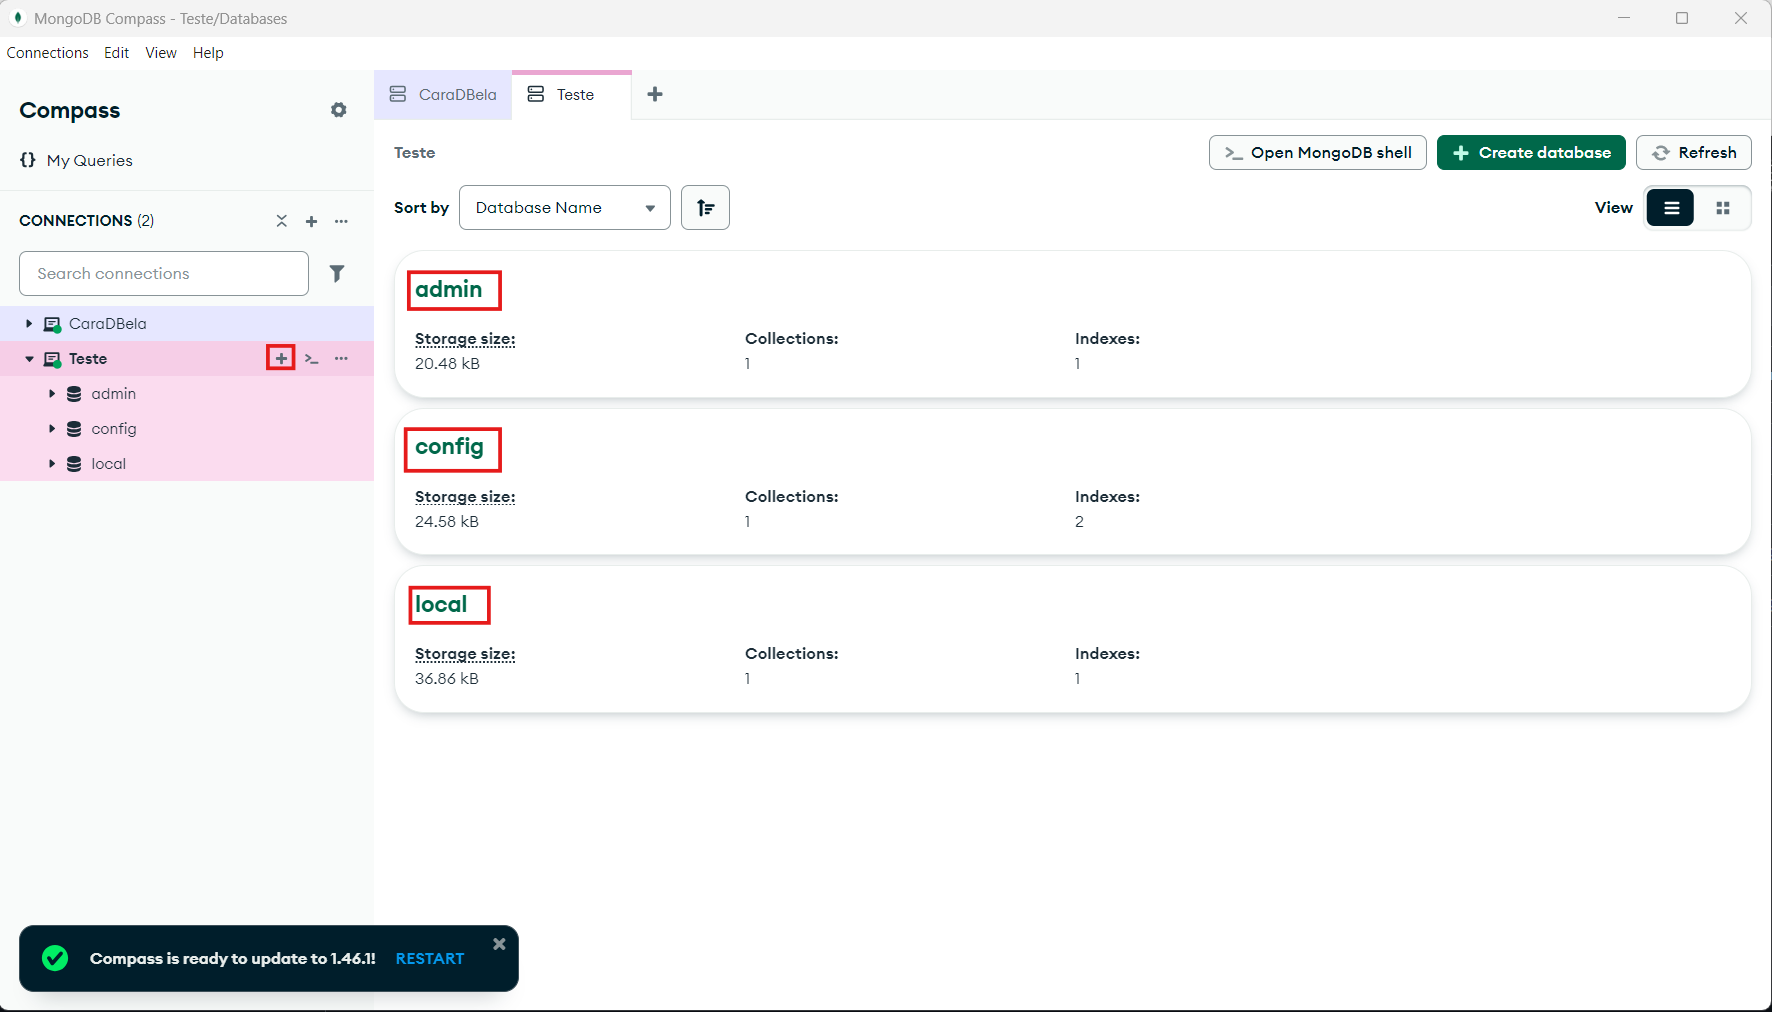 MongoDB Compass - Teste/Databases
Connections Edit View Help
Compass
My Queries
CONNECTIONS (2)
Search connections
CaraDBela
Teste
admin
config
local
CaraDBela Teste
Teste
Open MongoDB shell Create database Refresh
Sort by Database Name View
admin
Storage size: Collections: Indexes:
20.48 kB 1 1
config
Storage size: Collections: Indexes:
24.58 kB 1 2
local
Storage size: Collections: Indexes:
36.86 kB 1 1
Compass is ready to update to 1.46.1! RESTART